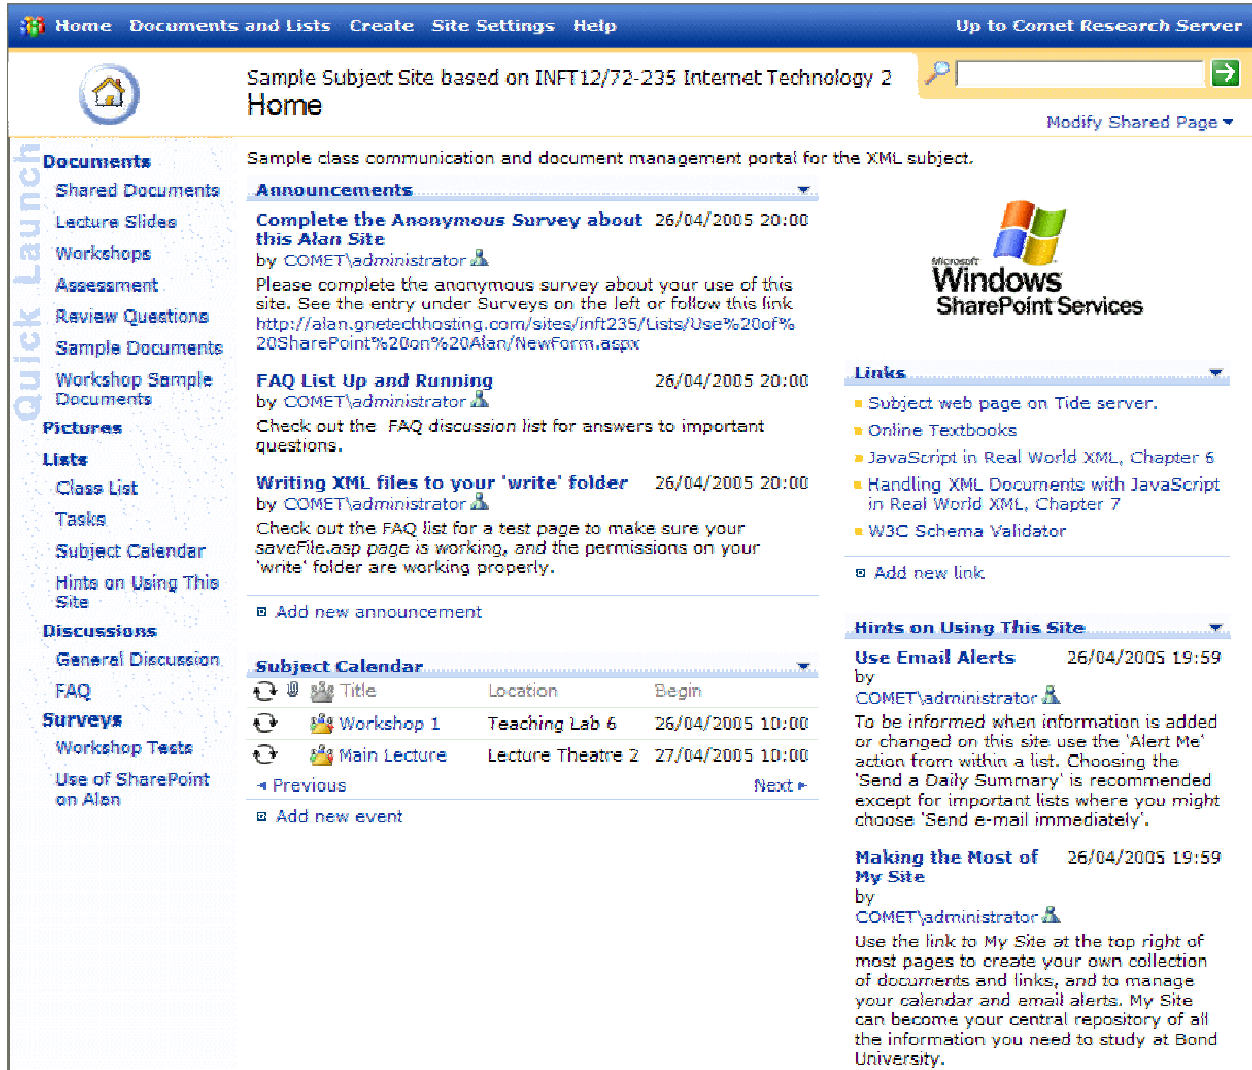 Home Documents and Lists Create Site Settings Help Up to Comet Research Server
Sample Subject Site based on INFT12/72-235 Internet Technology 2
Home
Modify Shared Page
Quick Launch
Documents
Shared Documents
Lecture Slides
Workshops
Assessment
Review Questions
Sample Documents
Workshop Sample
Documents
Pictures
Lists
Class List
Tasks
Subject Calendar
Hints on Using This
Site
Discussions
General Discussion
FAQ
Surveys
Workshop Tests
Use of SharePoint
on Alan
Sample class communication and document management portal for the XML subject.
Announcements
Complete the Anonymous Survey about 26/04/2005 20:00
this Alan Site
by COMET\administrator
Please complete the anonymous survey about your use of this
site. See the entry under Surveys on the left or follow this link
http://alan.gnetechhosting.com/sites/inft235/Lists/Use%20of%
20SharePoint%20on%20Alan/NewForm.aspx
FAQ List Up and Running 26/04/2005 20:00
by COMET\administrator
Check out the FAQ discussion list for answers to important
questions.
Writing XML files to your 'write' folder 26/04/2005 20:00
by COMET\administrator
Check out the FAQ list for a test page to make sure your
saveFile.asp page is working, and the permissions on your
'write' folder are working properly.
Add new announcement
Subject Calendar
Title Location Begin
Workshop 1 Teaching Lab 6 26/04/2005 10:00
Main Lecture Lecture Theatre 2 27/04/2005 10:00
Previous Next
Add new event
Microsoft
Windows
SharePoint Services
Links
Subject web page on Tide server.
Online Textbooks
JavaScript in Real World XML, Chapter 6
Handling XML Documents with JavaScript
in Real World XML, Chapter 7
W3C Schema Validator
Add new link
Hints on Using This Site
Use Email Alerts 26/04/2005 19:59
by
COMET\administrator
To be informed when information is added
or changed on this site use the 'Alert Me'
action from within a list. Choosing the
'Send a Daily Summary' is recommended
except for important lists where you might
choose 'Send e-mail immediately'.
Making the Most of 26/04/2005 19:59
My Site
by
COMET\administrator
Use the link to My Site at the top right of
most pages to create your own collection
of documents and links, and to manage
your calendar and email alerts. My Site
can become your central repository of all
the information you need to study at Bond
University.